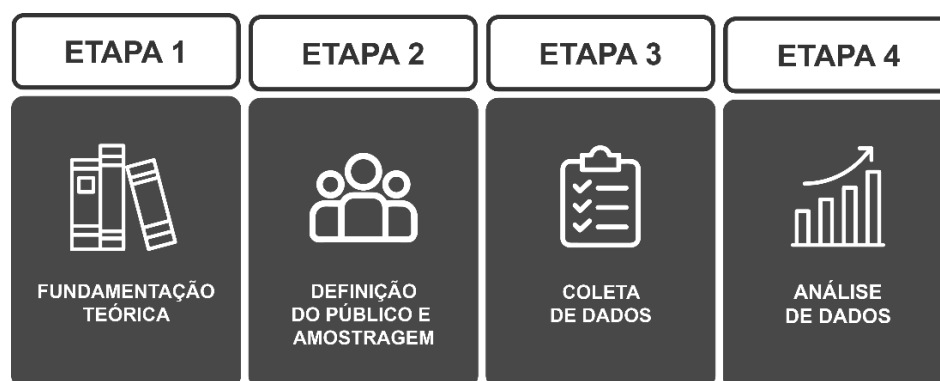 ETAPA 1
FUNDAMENTAÇÃO
TEÓRICA
ETAPA 2
DEFINIÇÃO
DO PÚBLICO E
AMOSTRAGEM
ETAPA 3
COLETA
DE DADOS
ETAPA 4
ANÁLISE
DE DADOS